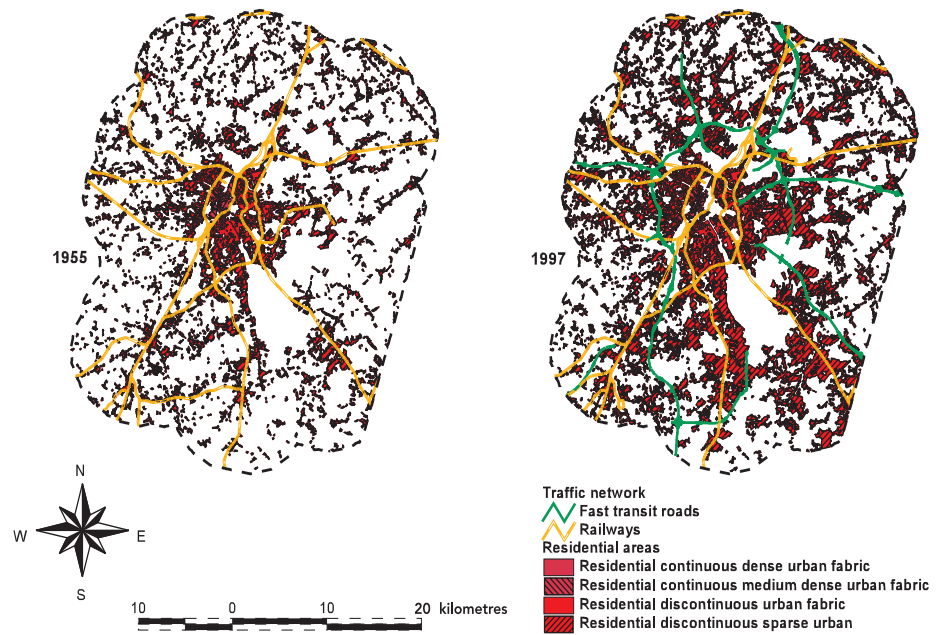 1955
1997
N
W
E
S
10 0 10 20 kilometres
Traffic network
Fast transit roads
Railways
Residential areas
Residential continuous dense urban fabric
Residential continuous medium dense urban fabric
Residential discontinuous urban fabric
Residential discontinuous sparse urban